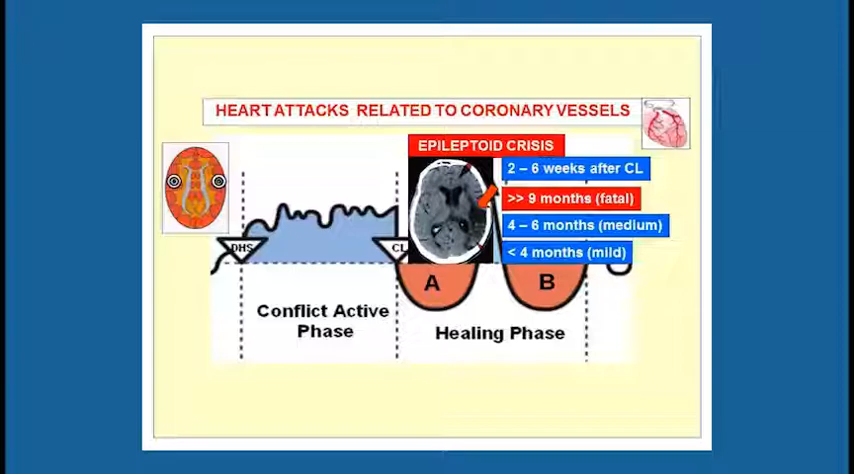 HEART ATTACKS RELATED TO CORONARY VESSELS
EPILEPTOID CRISIS
2 – 6 weeks after CL
>> 9 months (fatal)
4 – 6 months (medium)
< 4 months (mild)
DHS
CL
A
B
Conflict Active
Phase
Healing Phase